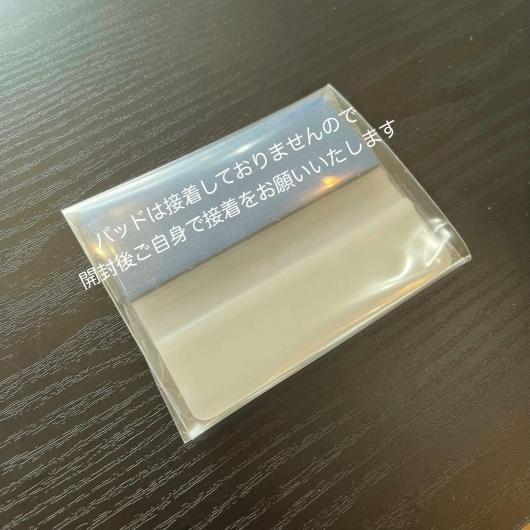 パッドは接着しておりませんので
開封後ご自身で接着をお願いいたします